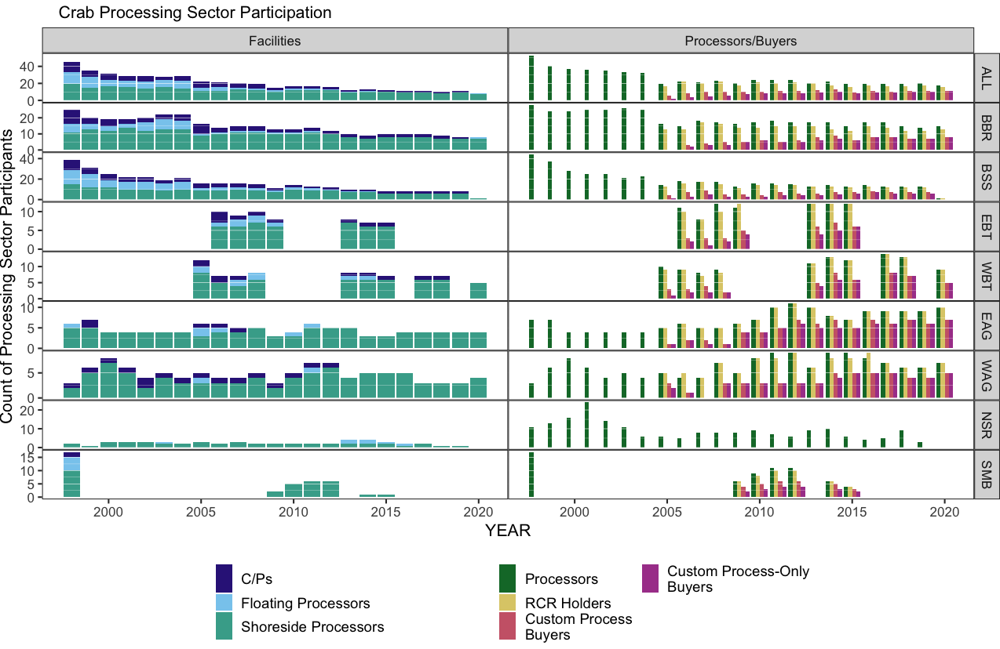 Crab Processing Sector Participation
Facilities
Processors/Buyers
Count of Processing Sector Participants
40
20
0
ALL
20
10
0
BBR
40
20
0
BSS
10
5
0
EBT
10
5
0
WBT
10
5
0
EAG
5
0
WAG
20
10
0
NSR
15
10
5
0
SMB
2000
2005
2010
2015
2020
2000
2005
2010
2015
2020
YEAR
C/Ps
Floating Processors
Shoreside Processors
Processors
RCR Holders
Custom Process
Buyers
Custom Process-Only
Buyers